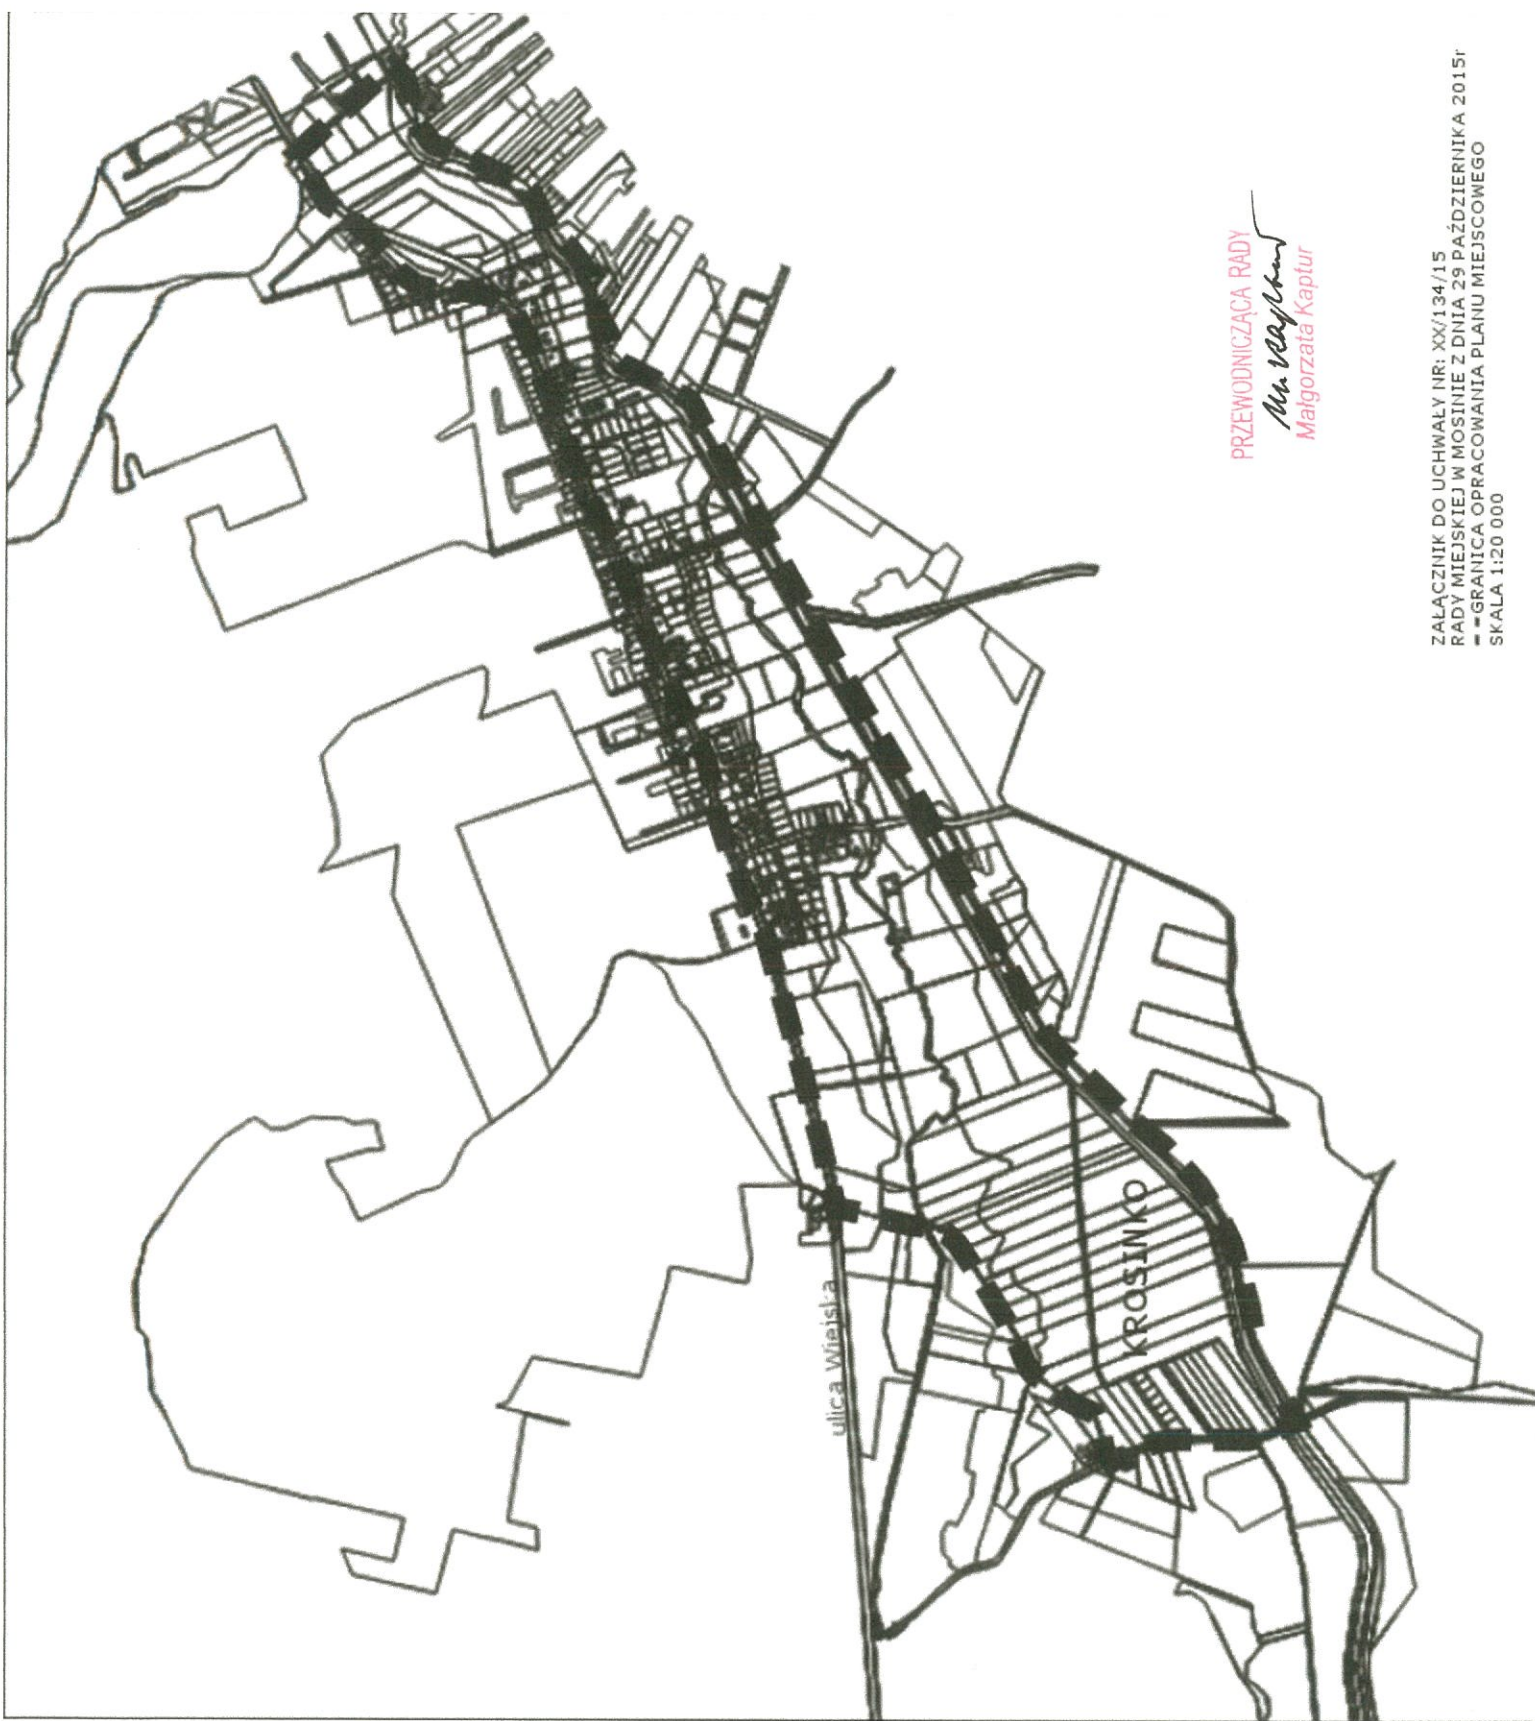 ulica Wiejska
KROSINKO
PRZEWODNICZĄCA RADY
Małgorzata Kaptur
ZAŁĄCZNIK DO UCHWAŁY NR: XX/134/15
RADY MIEJSKIEJ W MOSINIE Z DNIA 29 PAŹDZIERNIKA 2015r
- -GRANICA OPRACOWANIA PLANU MIEJSCOWEGO
SKALA 1:20 000